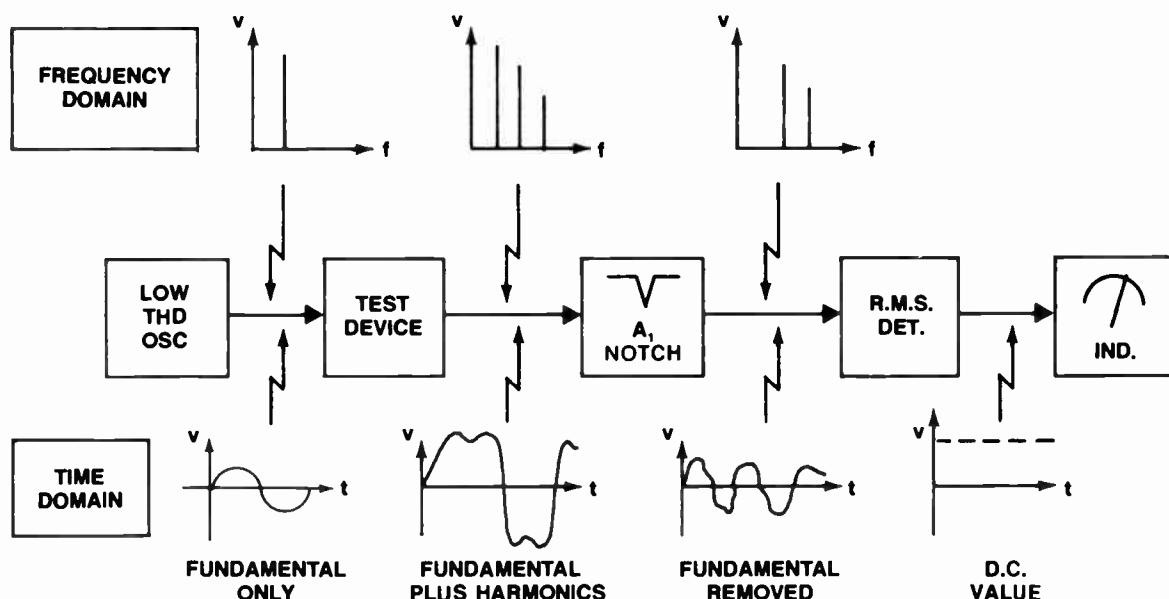 FREQUENCY
DOMAIN
v
f
v
f
v
f
LOW
THD
OSC
TEST
DEVICE
A,
NOTCH
R.M.S.
DET.
IND.
TIME
DOMAIN
v
t
v
t
v
t
v
t
FUNDAMENTAL
ONLY
FUNDAMENTAL
PLUS HARMONICS
FUNDAMENTAL
REMOVED
D.C.
VALUE